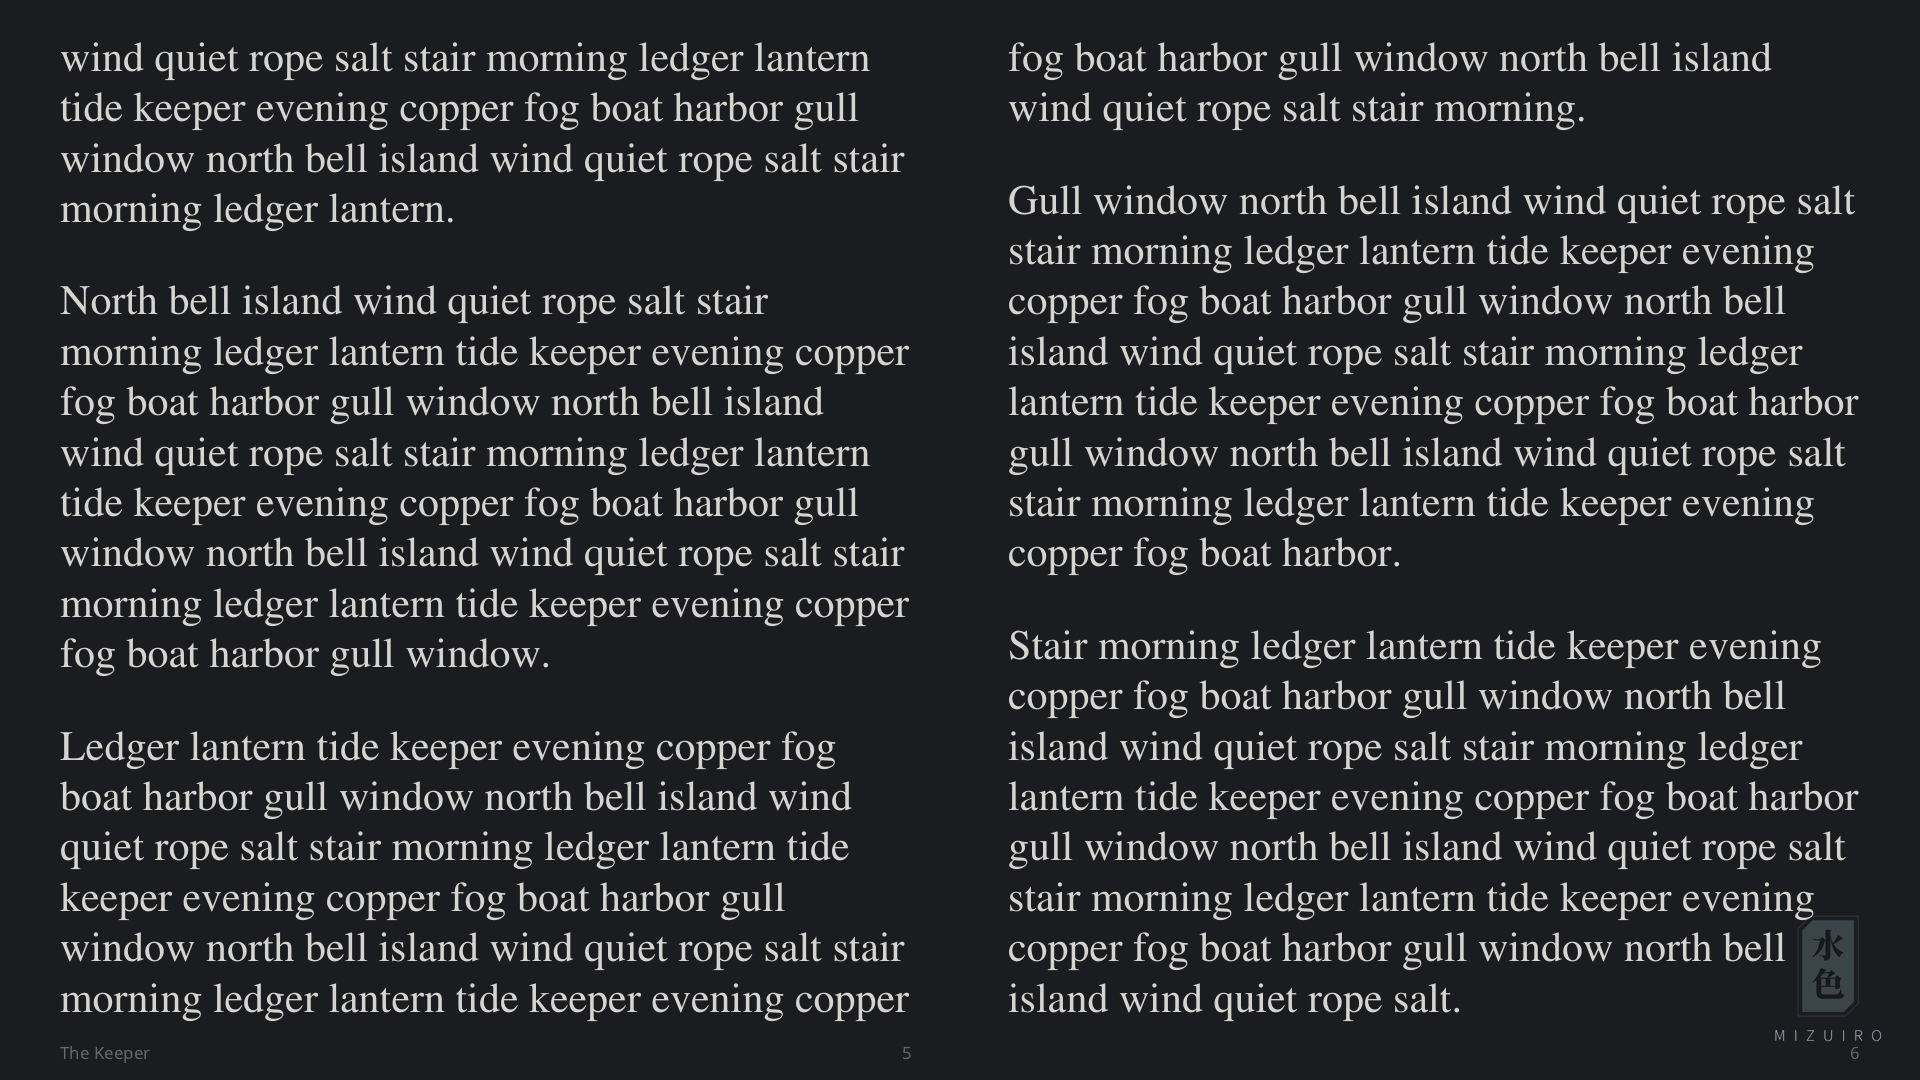 wind quiet rope salt stair morning ledger lantern
tide keeper evening copper fog boat harbor gull
window north bell island wind quiet rope salt stair
morning ledger lantern.
North bell island wind quiet rope salt stair
morning ledger lantern tide keeper evening copper
fog boat harbor gull window north bell island
wind quiet rope salt stair morning ledger lantern
tide keeper evening copper fog boat harbor gull
window north bell island wind quiet rope salt stair
morning ledger lantern tide keeper evening copper
fog boat harbor gull window.
Ledger lantern tide keeper evening copper fog
boat harbor gull window north bell island wind
quiet rope salt stair morning ledger lantern tide
keeper evening copper fog boat harbor gull
window north bell island wind quiet rope salt stair
morning ledger lantern tide keeper evening copper
The Keeper
5
fog boat harbor gull window north bell island
wind quiet rope salt stair morning.
Gull window north bell island wind quiet rope salt
stair morning ledger lantern tide keeper evening
copper fog boat harbor gull window north bell
island wind quiet rope salt stair morning ledger
lantern tide keeper evening copper fog boat harbor
gull window north bell island wind quiet rope salt
stair morning ledger lantern tide keeper evening
copper fog boat harbor.
Stair morning ledger lantern tide keeper evening
copper fog boat harbor gull window north bell
island wind quiet rope salt stair morning ledger
lantern tide keeper evening copper fog boat harbor
gull window north bell island wind quiet rope salt
stair morning ledger lantern tide keeper evening
copper fog boat harbor gull window north bell
island wind quiet rope salt.
水色
MIZUIRO
6